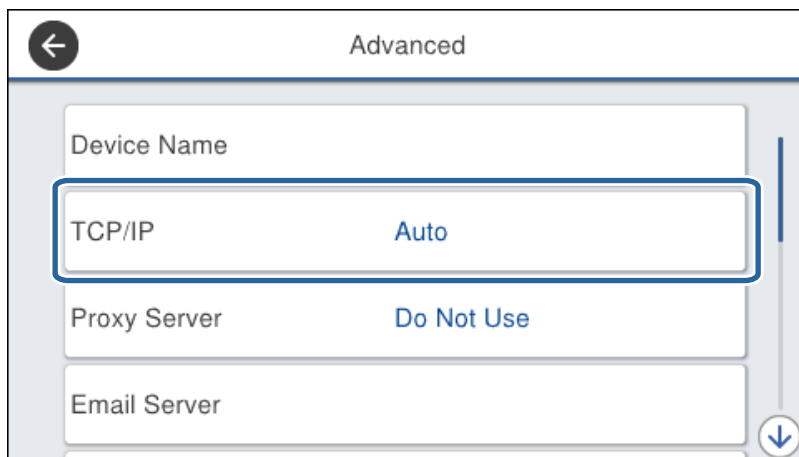 Advanced
Device Name
TCP/IP Auto
Proxy Server Do Not Use
Email Server